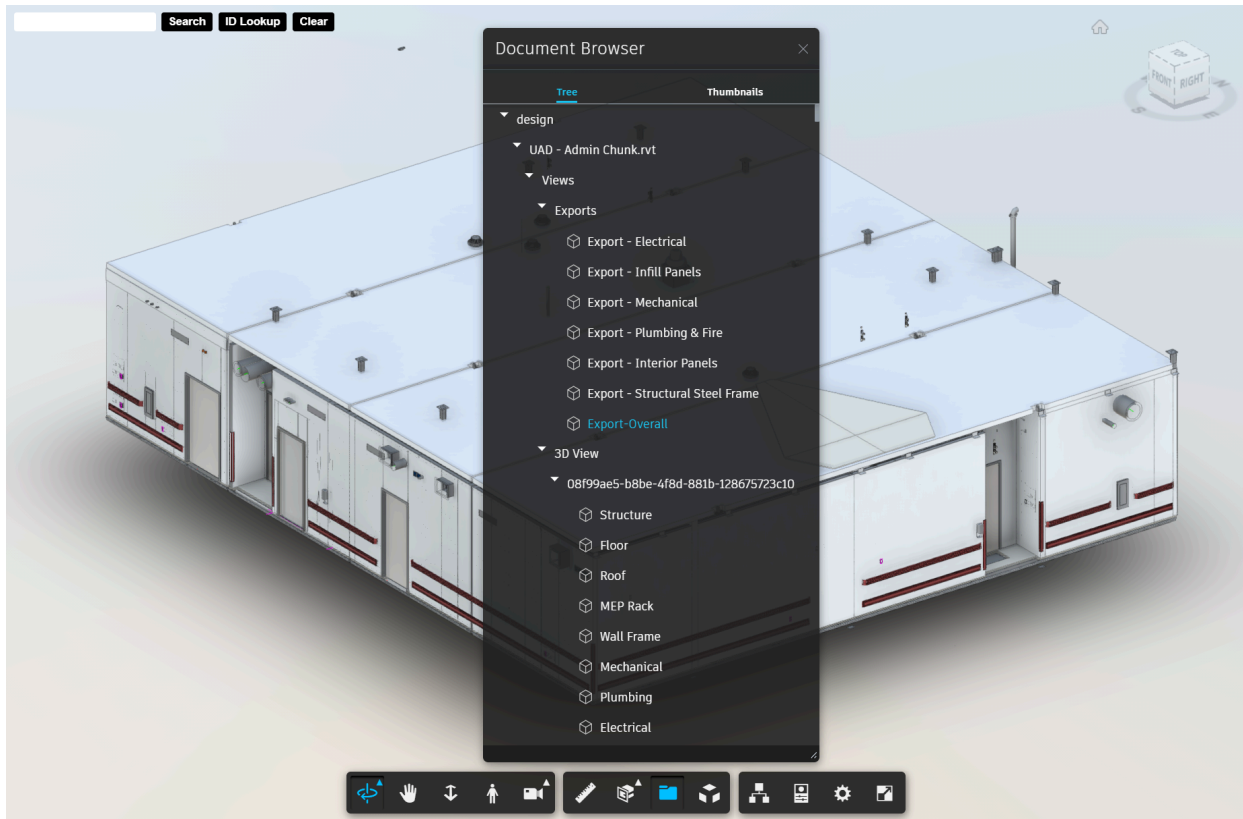 Search ID Lookup Clear
Document Browser
Tree Thumbnails
design
UAD - Admin Chunk.rvt
Views
Exports
Export - Electrical
Export - Infill Panels
Export - Mechanical
Export - Plumbing & Fire
Export - Interior Panels
Export - Structural Steel Frame
Export-Overall
3D View
08f99ae5-b8be-4f8d-881b-128675723c10
Structure
Floor
Roof
MEP Rack
Wall Frame
Mechanical
Plumbing
Electrical
TOP
FRONT RIGHT
S E